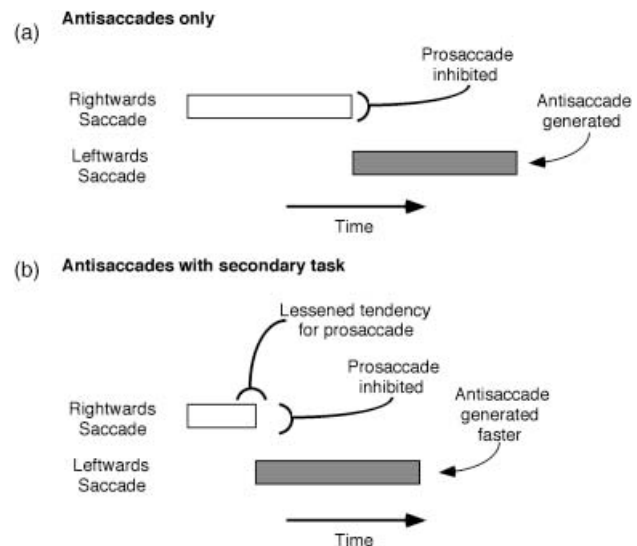 (a) Antisaccades only
Prosaccade
inhibited
Antisaccade
generated
Rightwards
Saccade
Leftwards
Saccade
Time
(b) Antisaccades with secondary task
Lessened tendency
for prosaccade
Prosaccade
inhibited
Antisaccade
generated
faster
Rightwards
Saccade
Leftwards
Saccade
Time